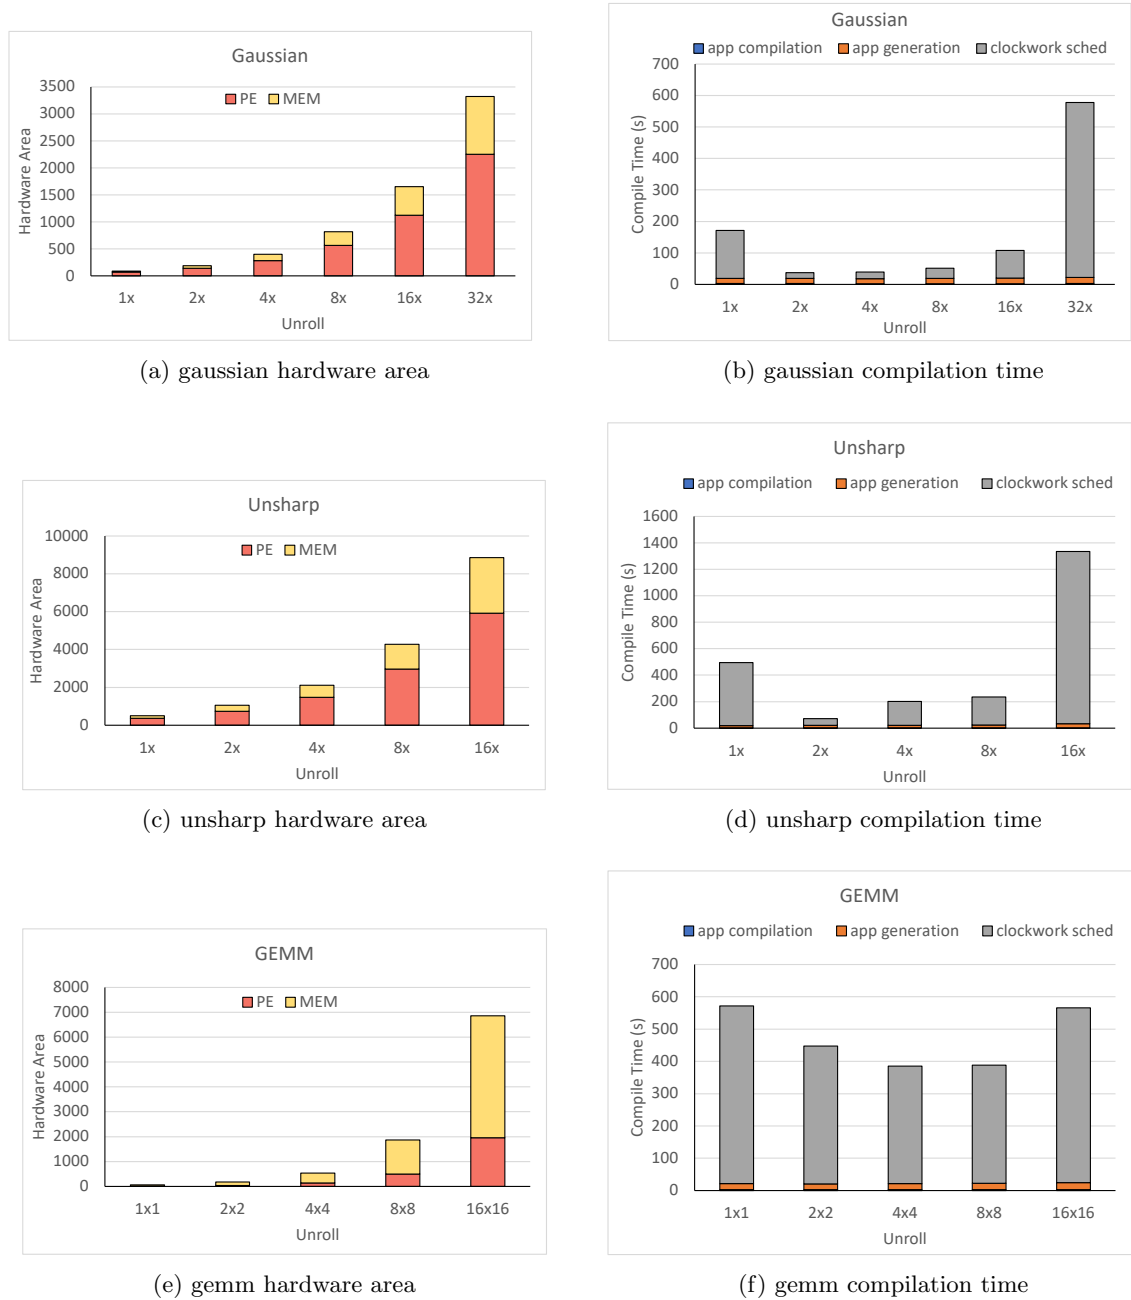 Gaussian
PE MEM
3500
3000
2500
2000
1500
1000
500
0
Hardware Area
1x 2x 4x 8x 16x 32x
Unroll
(a) gaussian hardware area
Gaussian
app compilation app generation clockwork sched
700
600
500
400
300
200
100
0
Compile Time (s)
1x 2x 4x 8x 16x 32x
Unroll
(b) gaussian compilation time
Unsharp
PE MEM
10000
8000
6000
4000
2000
0
Hardware Area
1x 2x 4x 8x 16x
Unroll
(c) unsharp hardware area
Unsharp
app compilation app generation clockwork sched
1600
1400
1200
1000
800
600
400
200
0
Compile Time (s)
1x 2x 4x 8x 16x
Unroll
(d) unsharp compilation time
GEMM
PE MEM
8000
7000
6000
5000
4000
3000
2000
1000
0
Hardware Area
1x1 2x2 4x4 8x8 16x16
Unroll
(e) gemm hardware area
GEMM
app compilation app generation clockwork sched
700
600
500
400
300
200
100
0
Compile Time (s)
1x1 2x2 4x4 8x8 16x16
Unroll
(f) gemm compilation time